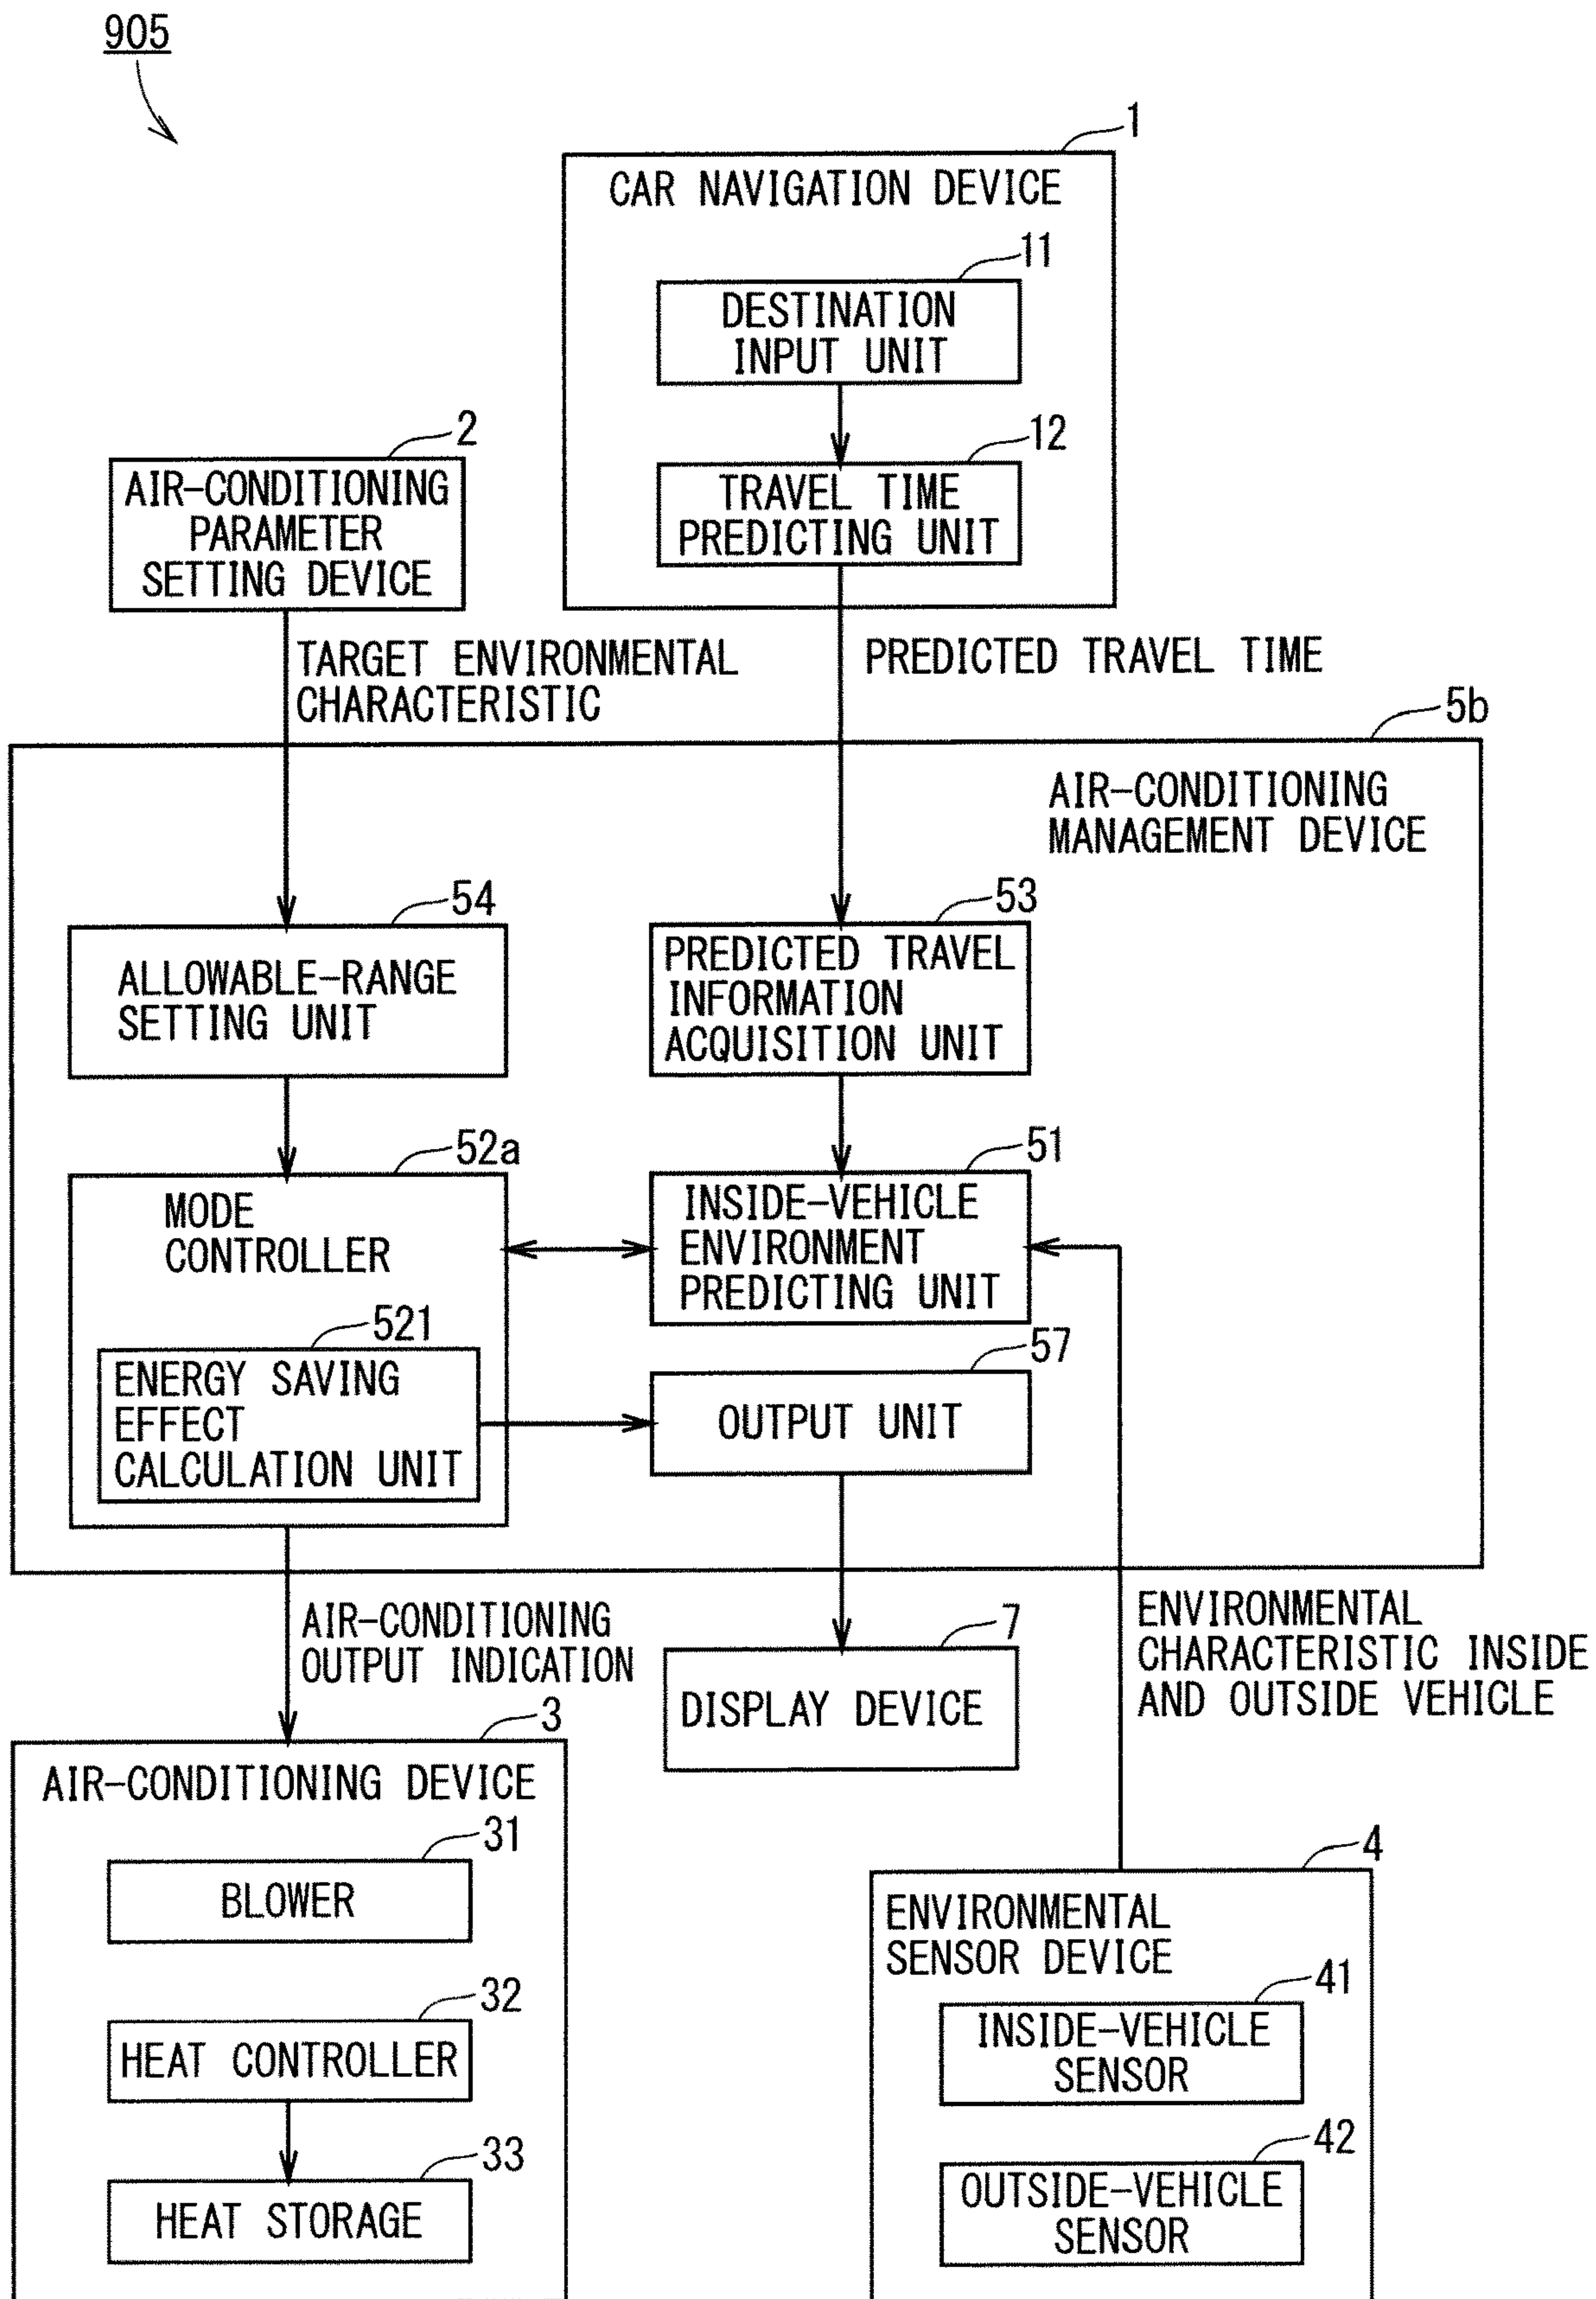 905
1
CAR NAVIGATION DEVICE
11
DESTINATION
INPUT UNIT
12
TRAVEL TIME
PREDICTING UNIT
2
AIR-CONDITIONING
PARAMETER
SETTING DEVICE
TARGET ENVIRONMENTAL
CHARACTERISTIC
PREDICTED TRAVEL TIME
5b
AIR-CONDITIONING
MANAGEMENT DEVICE
54
ALLOWABLE-RANGE
SETTING UNIT
53
PREDICTED TRAVEL
INFORMATION
ACQUISITION UNIT
52a
MODE
CONTROLLER
51
INSIDE-VEHICLE
ENVIRONMENT
PREDICTING UNIT
521
ENERGY SAVING
EFFECT
CALCULATION UNIT
57
OUTPUT UNIT
AIR-CONDITIONING
OUTPUT INDICATION
7
DISPLAY DEVICE
ENVIRONMENTAL
CHARACTERISTIC INSIDE
AND OUTSIDE VEHICLE
3
AIR-CONDITIONING DEVICE
31
BLOWER
32
HEAT CONTROLLER
33
HEAT STORAGE
4
ENVIRONMENTAL
SENSOR DEVICE
41
INSIDE-VEHICLE
SENSOR
42
OUTSIDE-VEHICLE
SENSOR